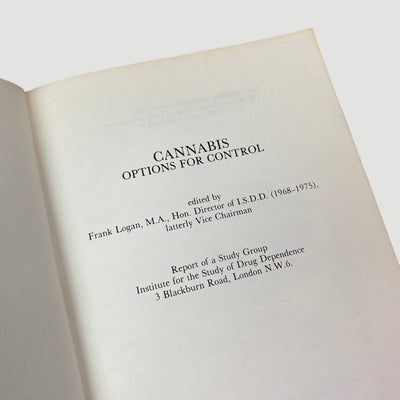 CANNABIS
OPTIONS FOR CONTROL
edited by
Frank Logan, M.A., Hon. Director of I.S.D.D. (1968–1975),
latterly Vice Chairman
Report of a Study Group
Institute for the Study of Drug Dependence
3 Blackburn Road, London N.W.6.